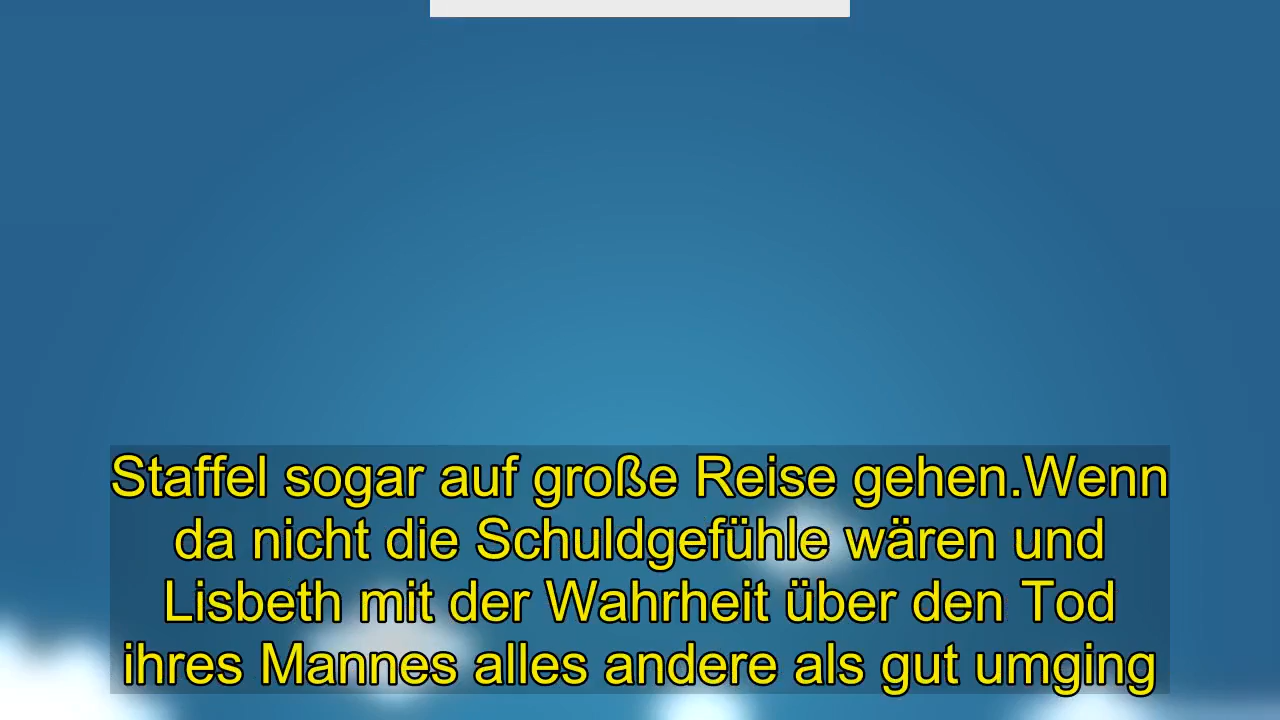 Staffel sogar auf große Reise gehen.Wenn
da nicht die Schuldgefühle wären und
Lisbeth mit der Wahrheit über den Tod
ihres Mannes alles andere als gut umging